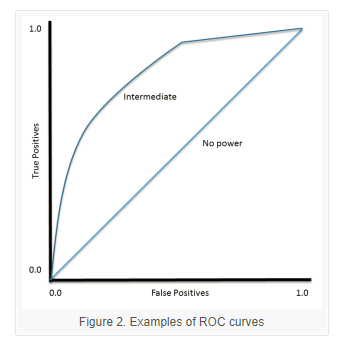 1.0
Intermediate
No power
True Positives
0.0
0.0 False Positives 1.0
Figure 2. Examples of ROC curves